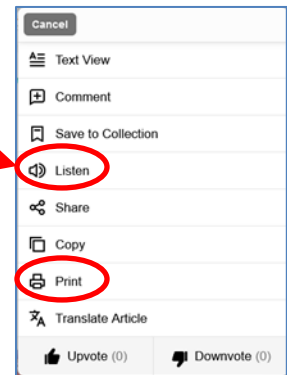 Cancel
Text View
Comment
Save to Collection
Listen
Share
Copy
Print
Translate Article
Upvote (0) Downvote (0)